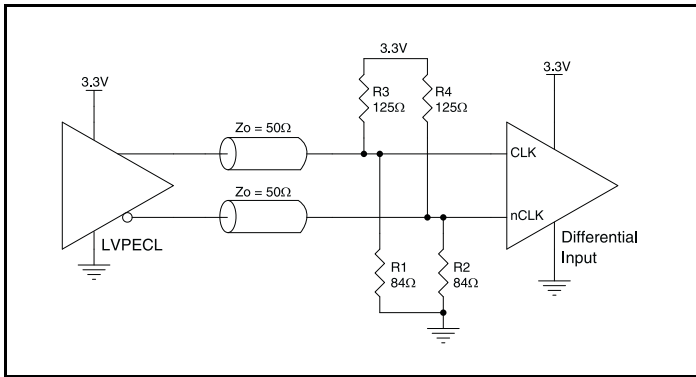 3.3V
3.3V
3.3V
R3
125Ω
R4
125Ω
Zo = 50Ω
CLK
Zo = 50Ω
nCLK
LVPECL
Differential
Input
R1
84Ω
R2
84Ω